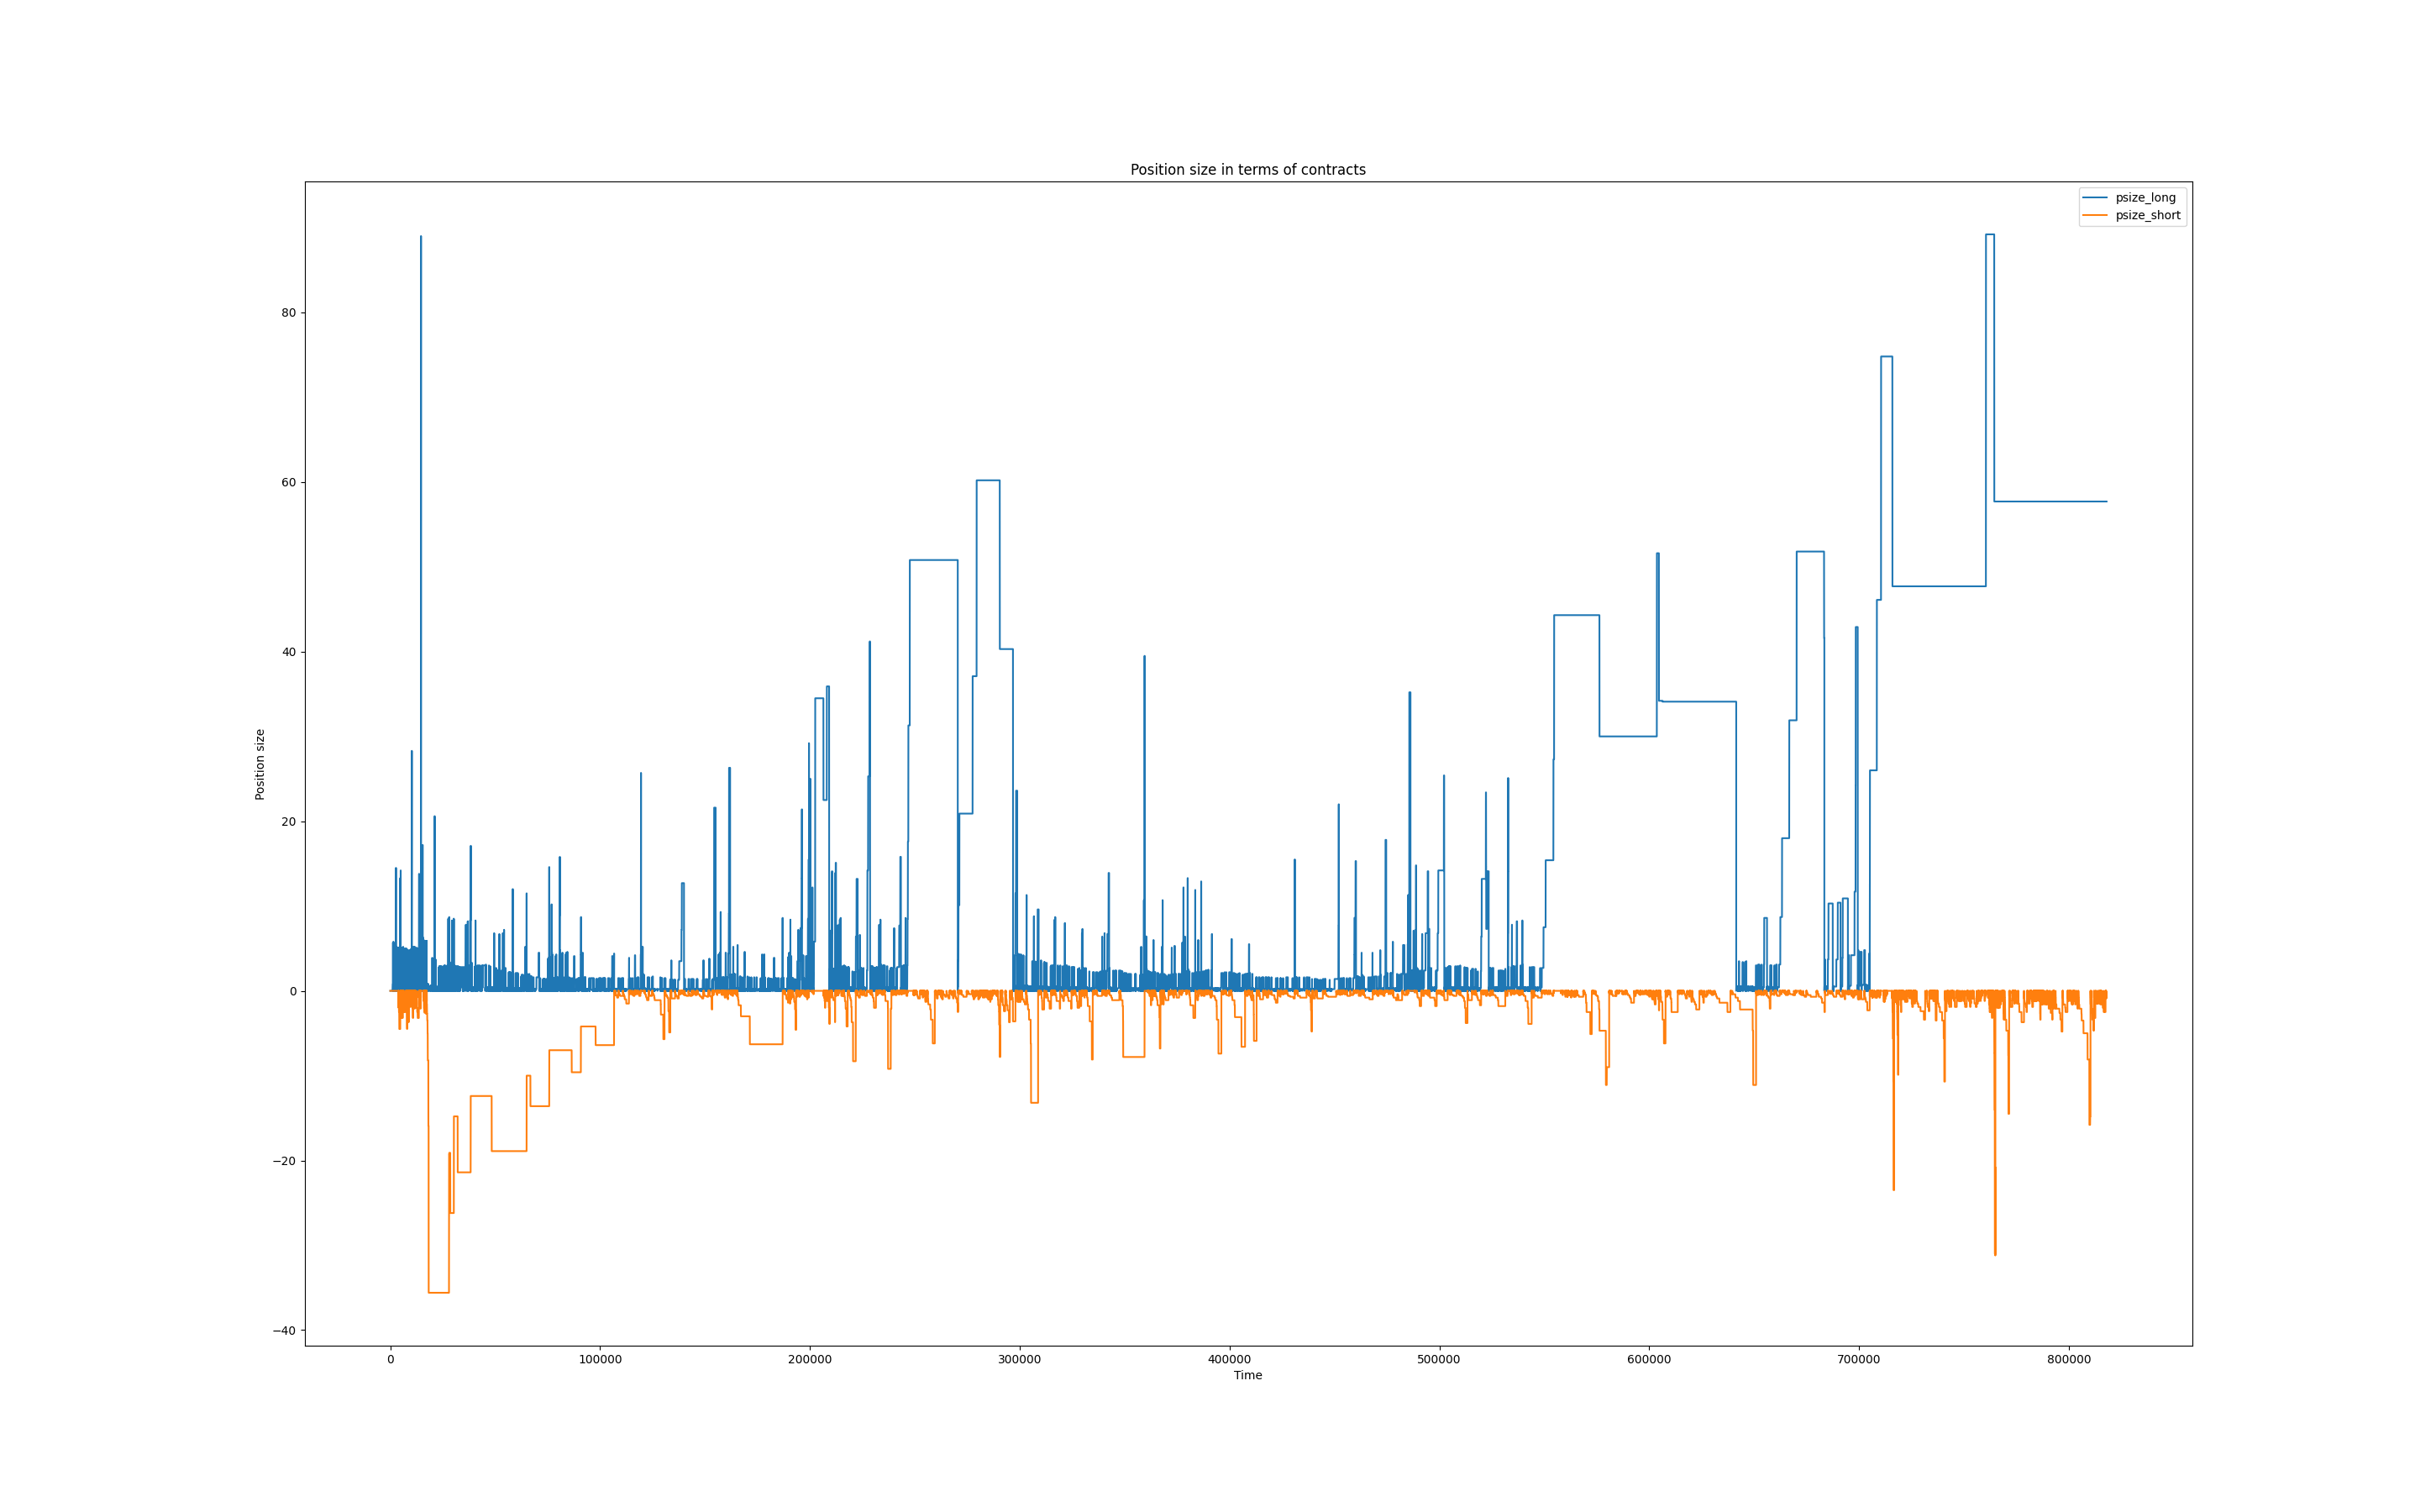 Position size in terms of contracts
psize_long
psize_short
Position size
80
60
40
20
0
−20
−40
0 100000 200000 300000 400000 500000 600000 700000 800000
Time